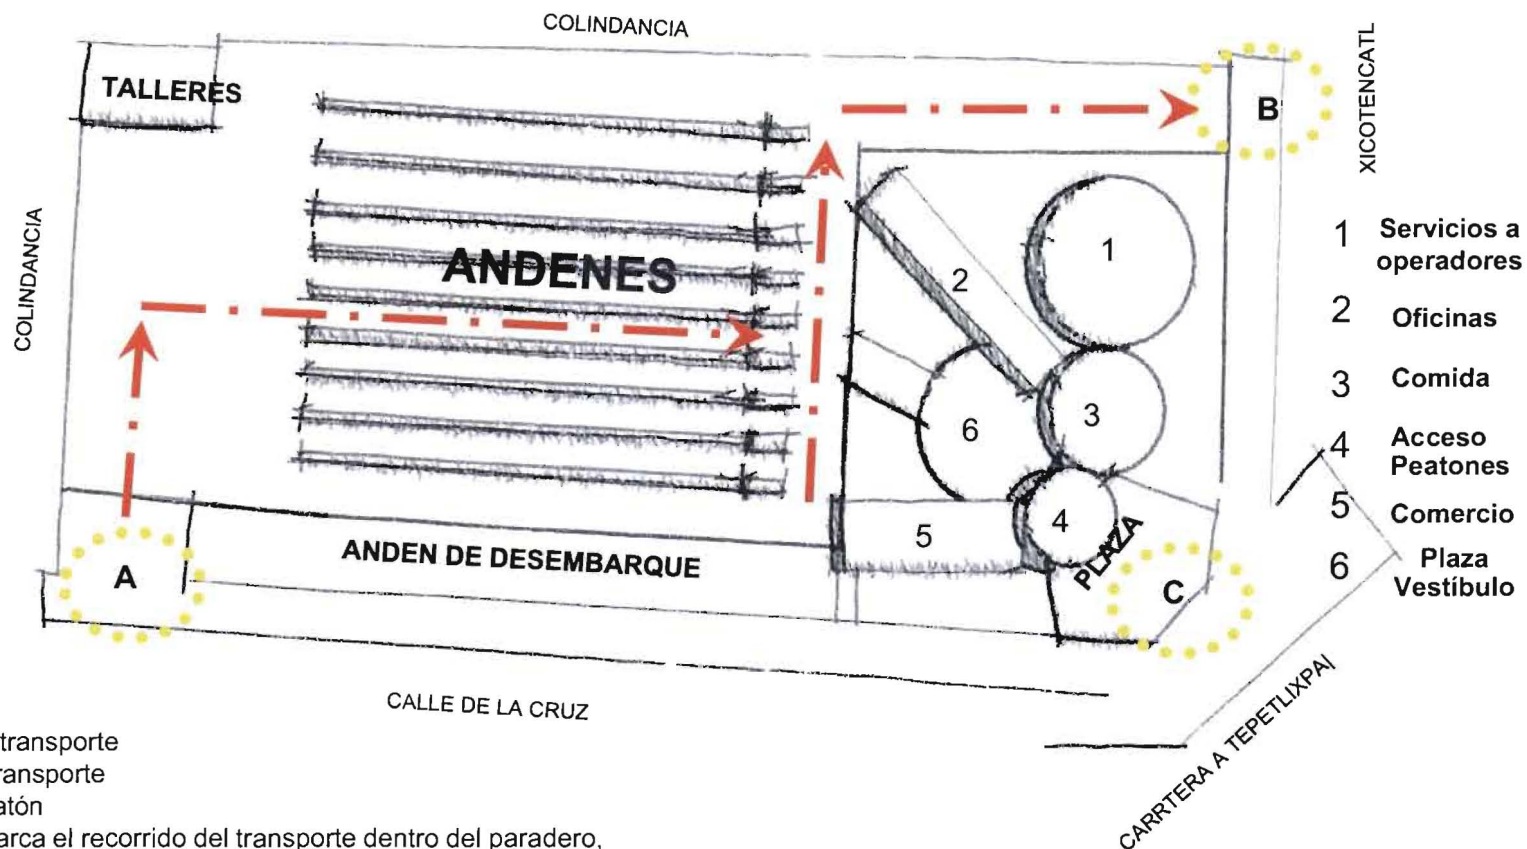 COLINDANCIA
TALLERES
B
XICOTENCATL
COLINDANCIA
ANDENES
1
2
3
6
5
4
PLAZA
A
ANDEN DE DESEMBARQUE
C
CALLE DE LA CRUZ
CARRTERA A TEPETLIXPA|
1 Servicios a
operadores
2 Oficinas
3 Comida
4 Acceso
Peatones
5 Comercio
6 Plaza
Vestíbulo
transporte
ransporte
atón
arca el recorrido del transporte dentro del paradero,